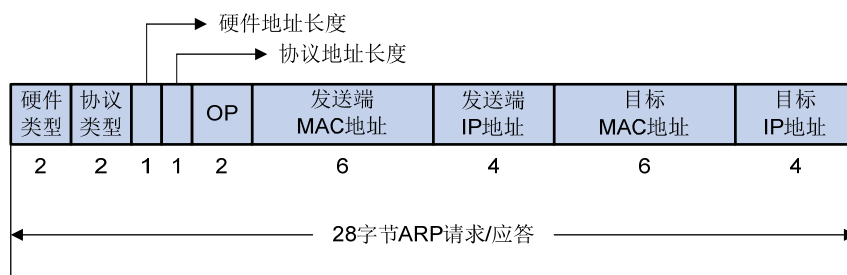 硬件地址长度
协议地址长度
硬件
类型
协议
类型
OP
发送端
MAC地址
发送端
IP地址
目标
MAC地址
目标
IP地址
2 2 1 1 2 6 4 6 4
28字节ARP请求/应答